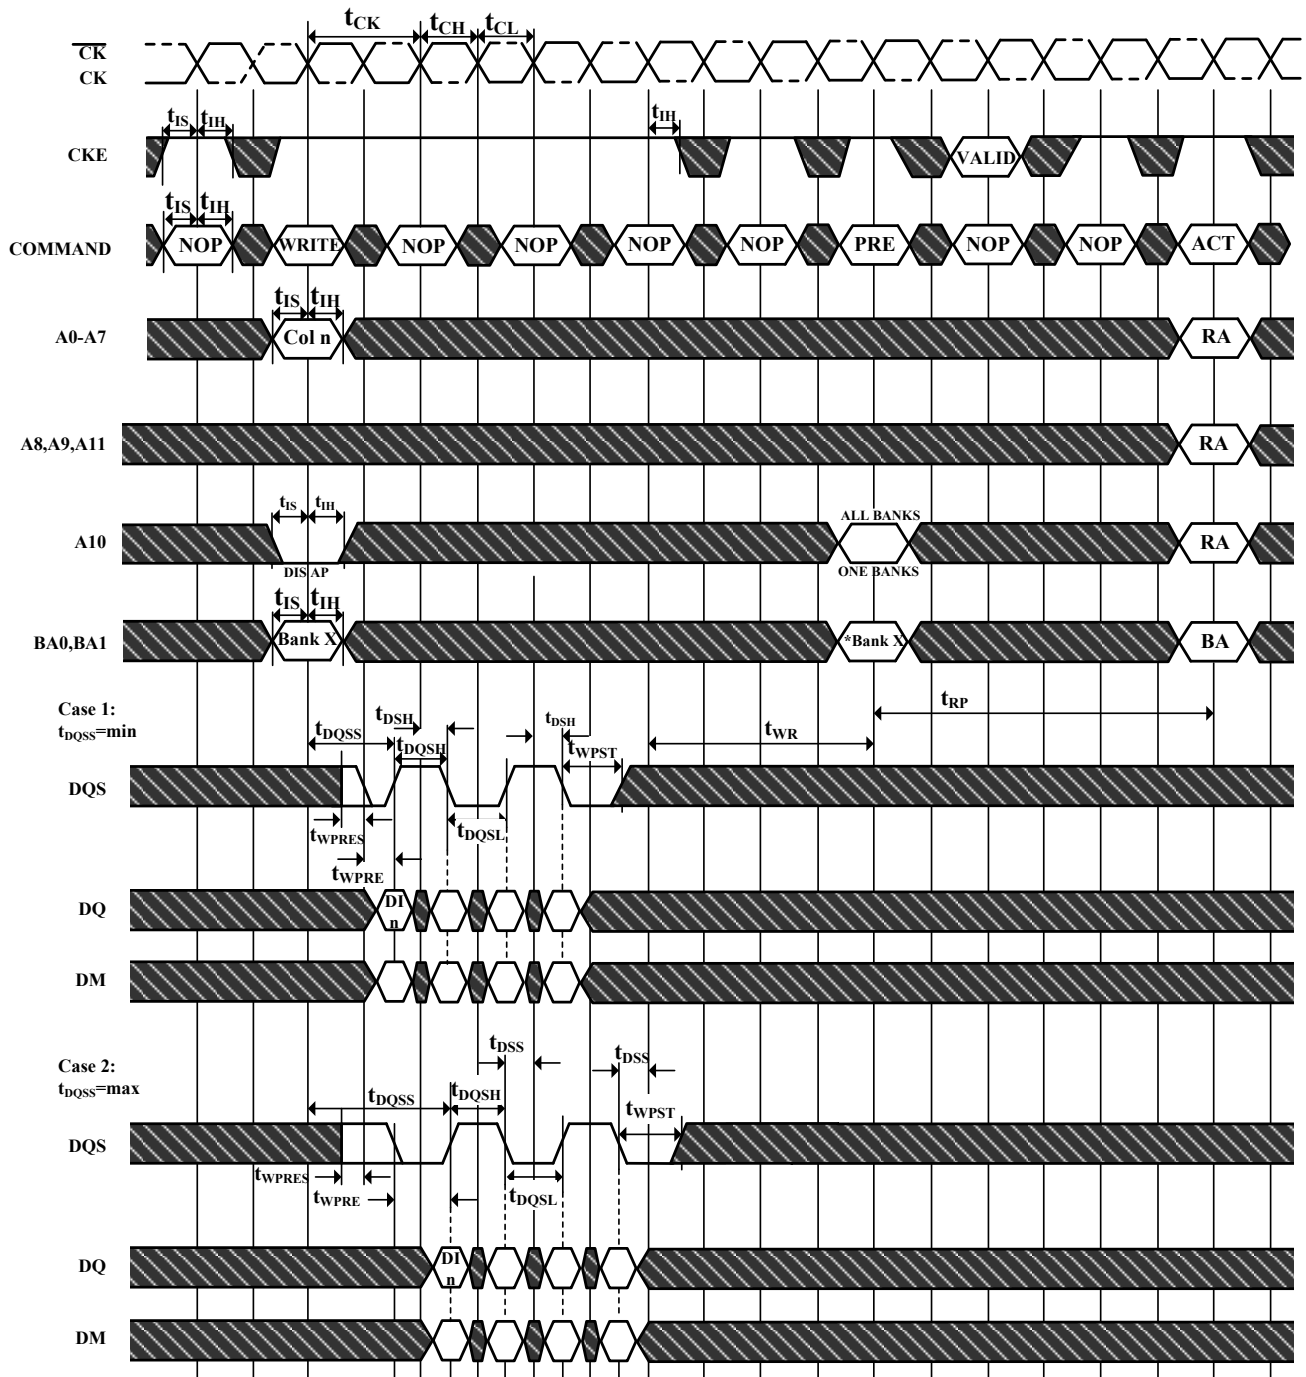 tCK tCH tCL
CK
CK
tIS tIH tIH
CKE VALID
tIS tIH
COMMAND NOP WRITE NOP NOP NOP NOP PRE NOP NOP ACT
tIS tIH
A0-A7 Col n RA
A8,A9,A11 RA
tIS tIH ALL BANKS
A10 RA
DIS AP ONE BANKS
tIS tIH
BA0,BA1 Bank X *Bank X BA
Case 1:
tDQSS=min
tDQSS tDSH tDQSH tDSH tWPST tWR tRP
DQS
tWPRES tDQSL
tWPRE
DQ DI
n
DM
Case 2:
tDQSS=max
tDSS tDSS
tDQSS tDQSH tWPST
DQS
tWPRES tWPRE tDQSL
DQ DI
n
DM